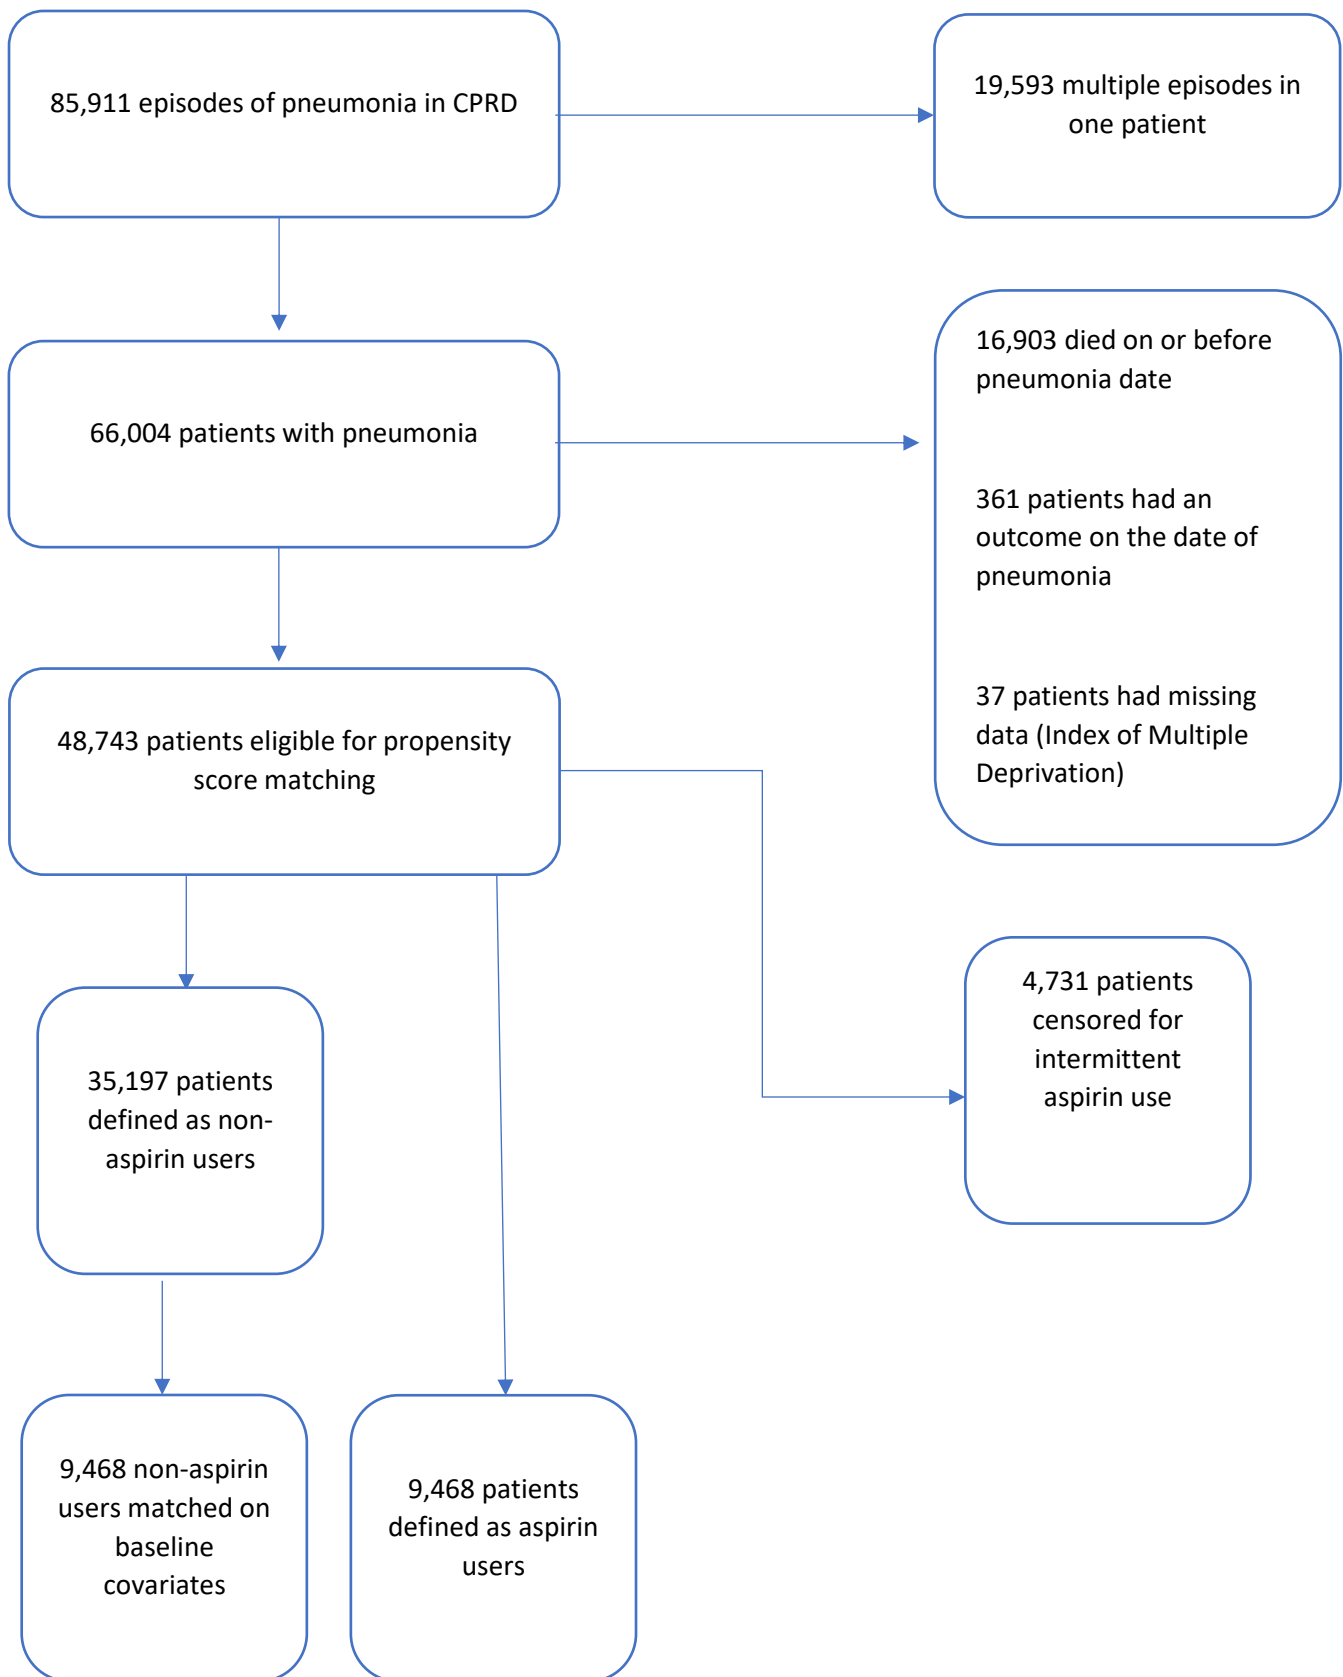 85,911 episodes of pneumonia in CPRD
19,593 multiple episodes in
one patient
66,004 patients with pneumonia
16,903 died on or before
pneumonia date
361 patients had an
outcome on the date of
pneumonia
37 patients had missing
data (Index of Multiple
Deprivation)
48,743 patients eligible for propensity
score matching
4,731 patients
censored for
intermittent
aspirin use
35,197 patients
defined as non-
aspirin users
9,468 non-aspirin
users matched on
baseline
covariates
9,468 patients
defined as aspirin
users